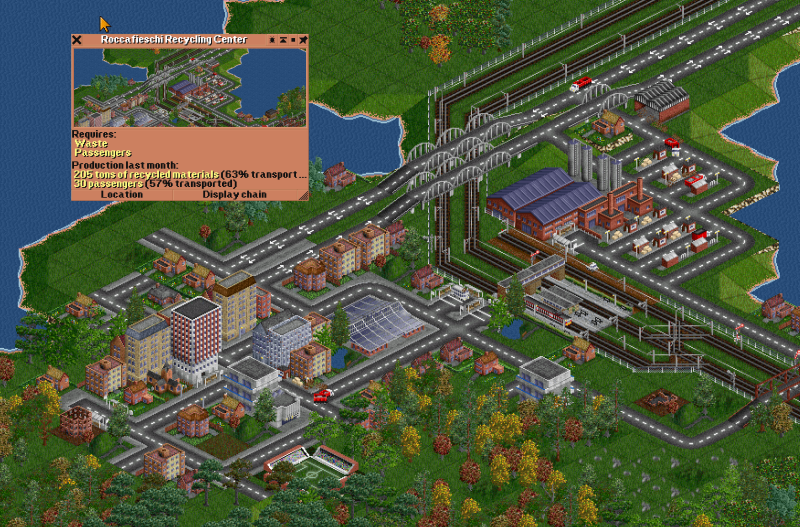 Roccafieschi Recycling Center
Requires:
Waste
Passengers
Production last month:
205 tons of recycled materials (63% transport ...
30 passengers (57% transported)
Location Display chain